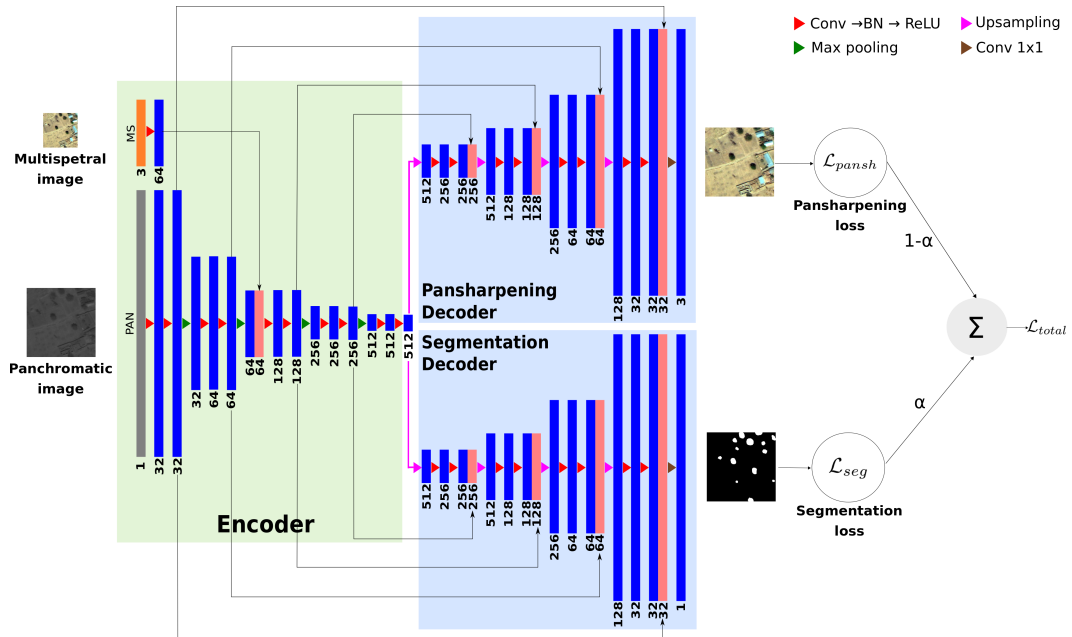 Conv →BN → ReLU
Upsampling
Max pooling
Conv 1x1
MS
3
64
Multispetral
image
PAN
Panchromatic
image
1
32
32
32
64
64
64
64
128
128
256
256
256
512
512
512
Encoder
512
256
256
256
512
128
128
128
256
64
64
64
128
32
32
32
3
Pansharpening
Decoder
Segmentation
Decoder
512
256
256
256
512
128
128
128
256
64
64
64
128
32
32
32
1
ℒpansh
Pansharpening
loss
1-α
Σ
ℒtotal
α
ℒseg
Segmentation
loss